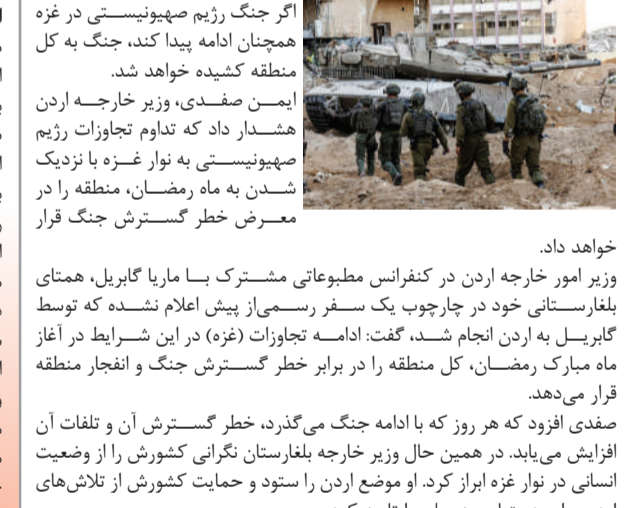 اگر جنگ رژیم صهیونیستی در غزه
همچنان ادامه پیدا کند، جنگ به کل
منطقه کشیده خواهد شد.
ایمن صفدی، وزیر خارجه اردن
هشدار داد که تداوم تجاوزات رژیم
صهیونیستی به نوار غزه با نزدیک
شدن به ماه رمضان، منطقه را در
معرض خطر گسترش جنگ قرار
خواهد داد.
وزیر امور خارجه اردن در کنفرانس مطبوعاتی مشترک با ماریا گابریل، همتای
بلغارستانی خود در چارچوب یک سفر رسمی‌از پیش اعلام نشده که توسط
گابریل به اردن انجام شد، گفت: ادامه تجاوزات (غزه) در این شرایط در آغاز
ماه مبارک رمضان، کل منطقه را در برابر خطر گسترش جنگ و انفجار منطقه
قرار می‌دهد.
صفدی افزود که هر روز که با ادامه جنگ می‌گذرد، خطر گسترش آن و تلفات آن
افزایش می‌یابد. در همین حال وزیر خارجه بلغارستان نگرانی کشورش را از وضعیت
انسانی در نوار غزه ابراز کرد. او موضع اردن را ستود و حمایت کشورش از تلاش‌های